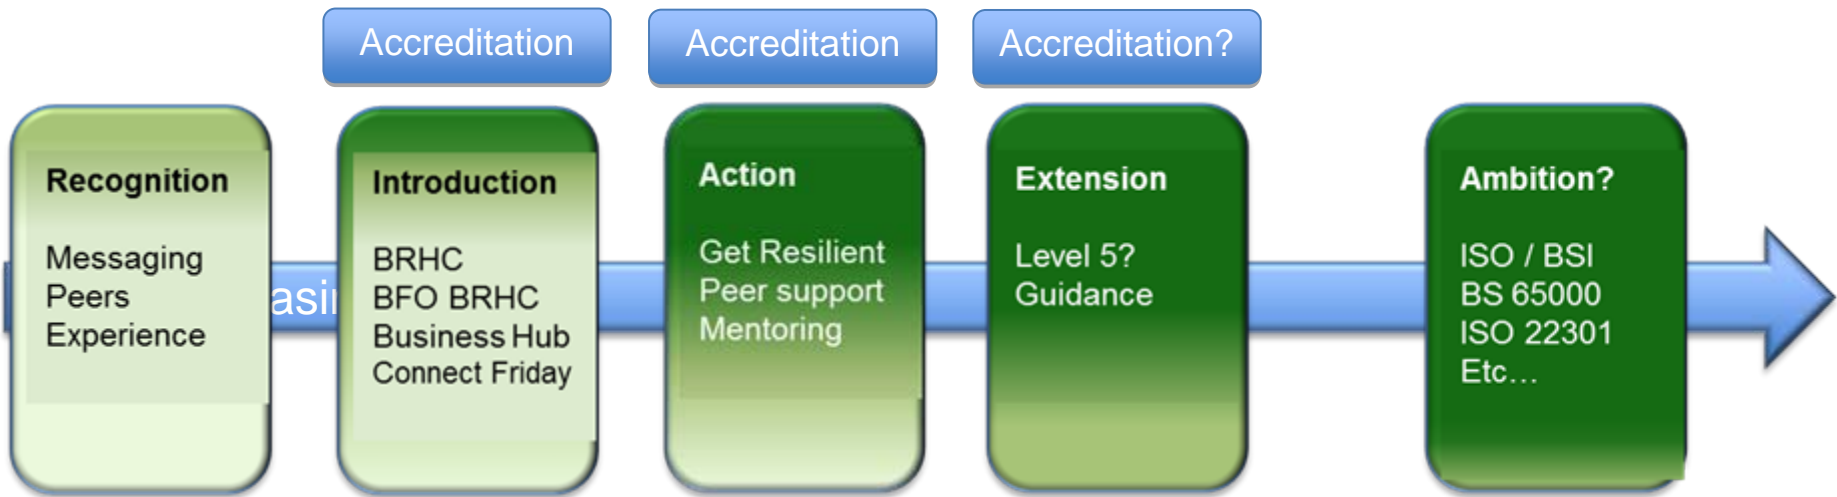 Accreditation
Accreditation
Accreditation?
Recognition
Messaging
Peers
Experience
Introduction
BRHC
BFO BRHC
Business Hub
Connect Friday
Action
Get Resilient
Peer support
Mentoring
Extension
Level 5?
Guidance
Ambition?
ISO / BSI
BS 65000
ISO 22301
Etc...